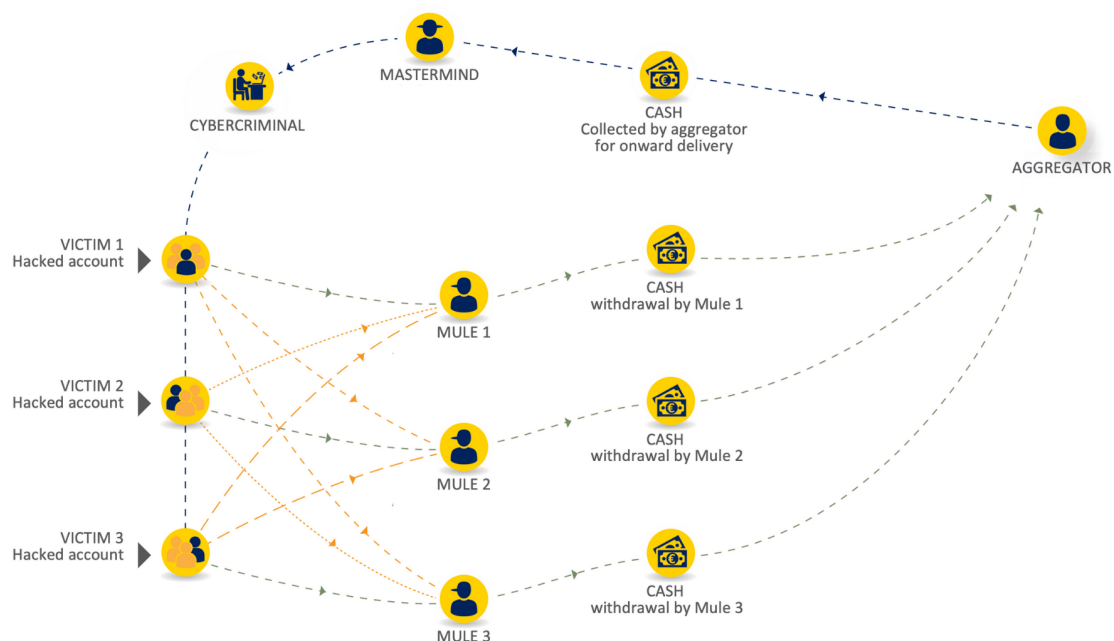 MASTERMIND
CYBERCRIMINAL
CASH
Collected by aggregator
for onward delivery
AGGREGATOR
VICTIM 1
Hacked account
MULE 1
CASH
withdrawal by Mule 1
VICTIM 2
Hacked account
MULE 2
CASH
withdrawal by Mule 2
VICTIM 3
Hacked account
MULE 3
CASH
withdrawal by Mule 3